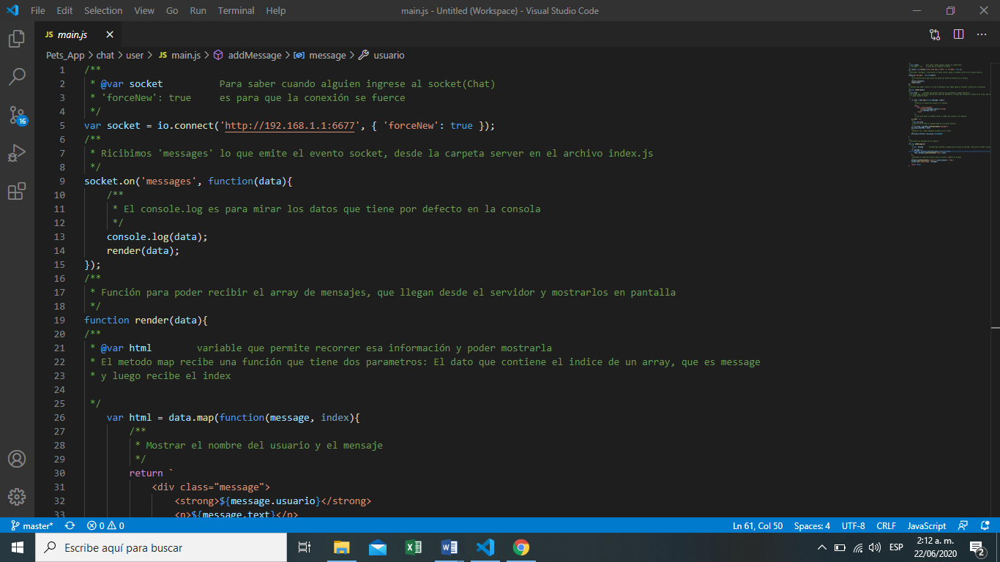 File Edit Selection View Go Run Terminal Help main.js - Untitled (Workspace) - Visual Studio Code
JS main.js
Pets_App > chat > user > JS main.js > addMessage > message > usuario
1 /**
2 * @var socket Para saber cuando alguien ingrese al socket(Chat)
3 * 'forceNew': true es para que la conexión se fuerce
4 */
5 var socket = io.connect('http://192.168.1.1:6677', { 'forceNew': true });
6 /**
7 * Ricibimos 'messages' lo que emite el evento socket, desde la carpeta server en el archivo index.js
8 */
9 socket.on('messages', function(data){
10 /**
11 * El console.log es para mirar los datos que tiene por defecto en la consola
12 */
13 console.log(data);
14 render(data);
15 });
16 /**
17 * Función para poder recibir el array de mensajes, que llegan desde el servidor y mostrarlos en pantalla
18 */
19 function render(data){
20 /**
21 * @var html variable que permite recorrer esa información y poder mostrarla
22 * El metodo map recibe una función que tiene dos parametros: El dato que contiene el indice de un array, que es message
23 * y luego recibe el index
24
25 */
26 var html = data.map(function(message, index){
27 /**
28 * Mostrar el nombre del usuario y el mensaje
29 */
30 return `
31 <div class="message">
32 <strong>${message.usuario}</strong>
33 <p>${message.text}</p>
16
master* 0 0 Ln 61, Col 50 Spaces: 4 UTF-8 CRLF JavaScript
Escribe aquí para buscar
ESP
2:12 a. m.
22/06/2020
2